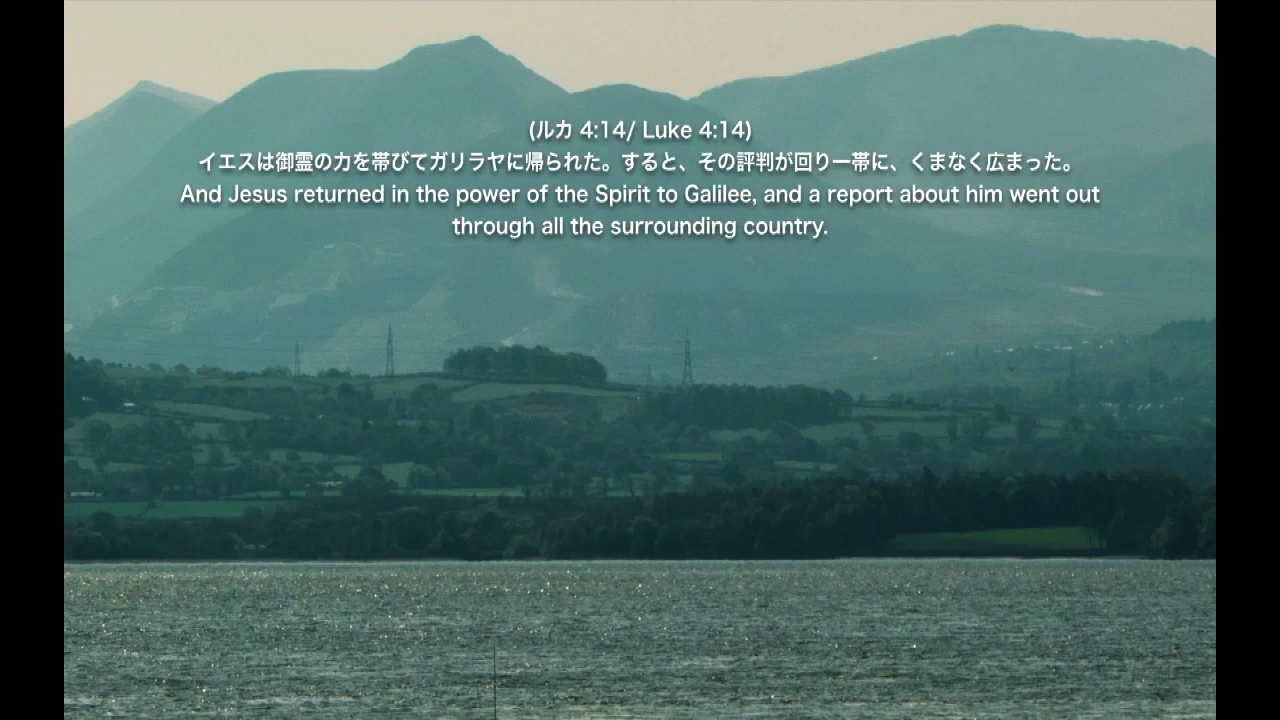 (ルカ 4:14/ Luke 4:14)
イエスは御霊の力を帯びてガリラヤに帰られた。すると、その評判が回り一帯に、くまなく広まった。
And Jesus returned in the power of the Spirit to Galilee, and a report about him went out
through all the surrounding country.